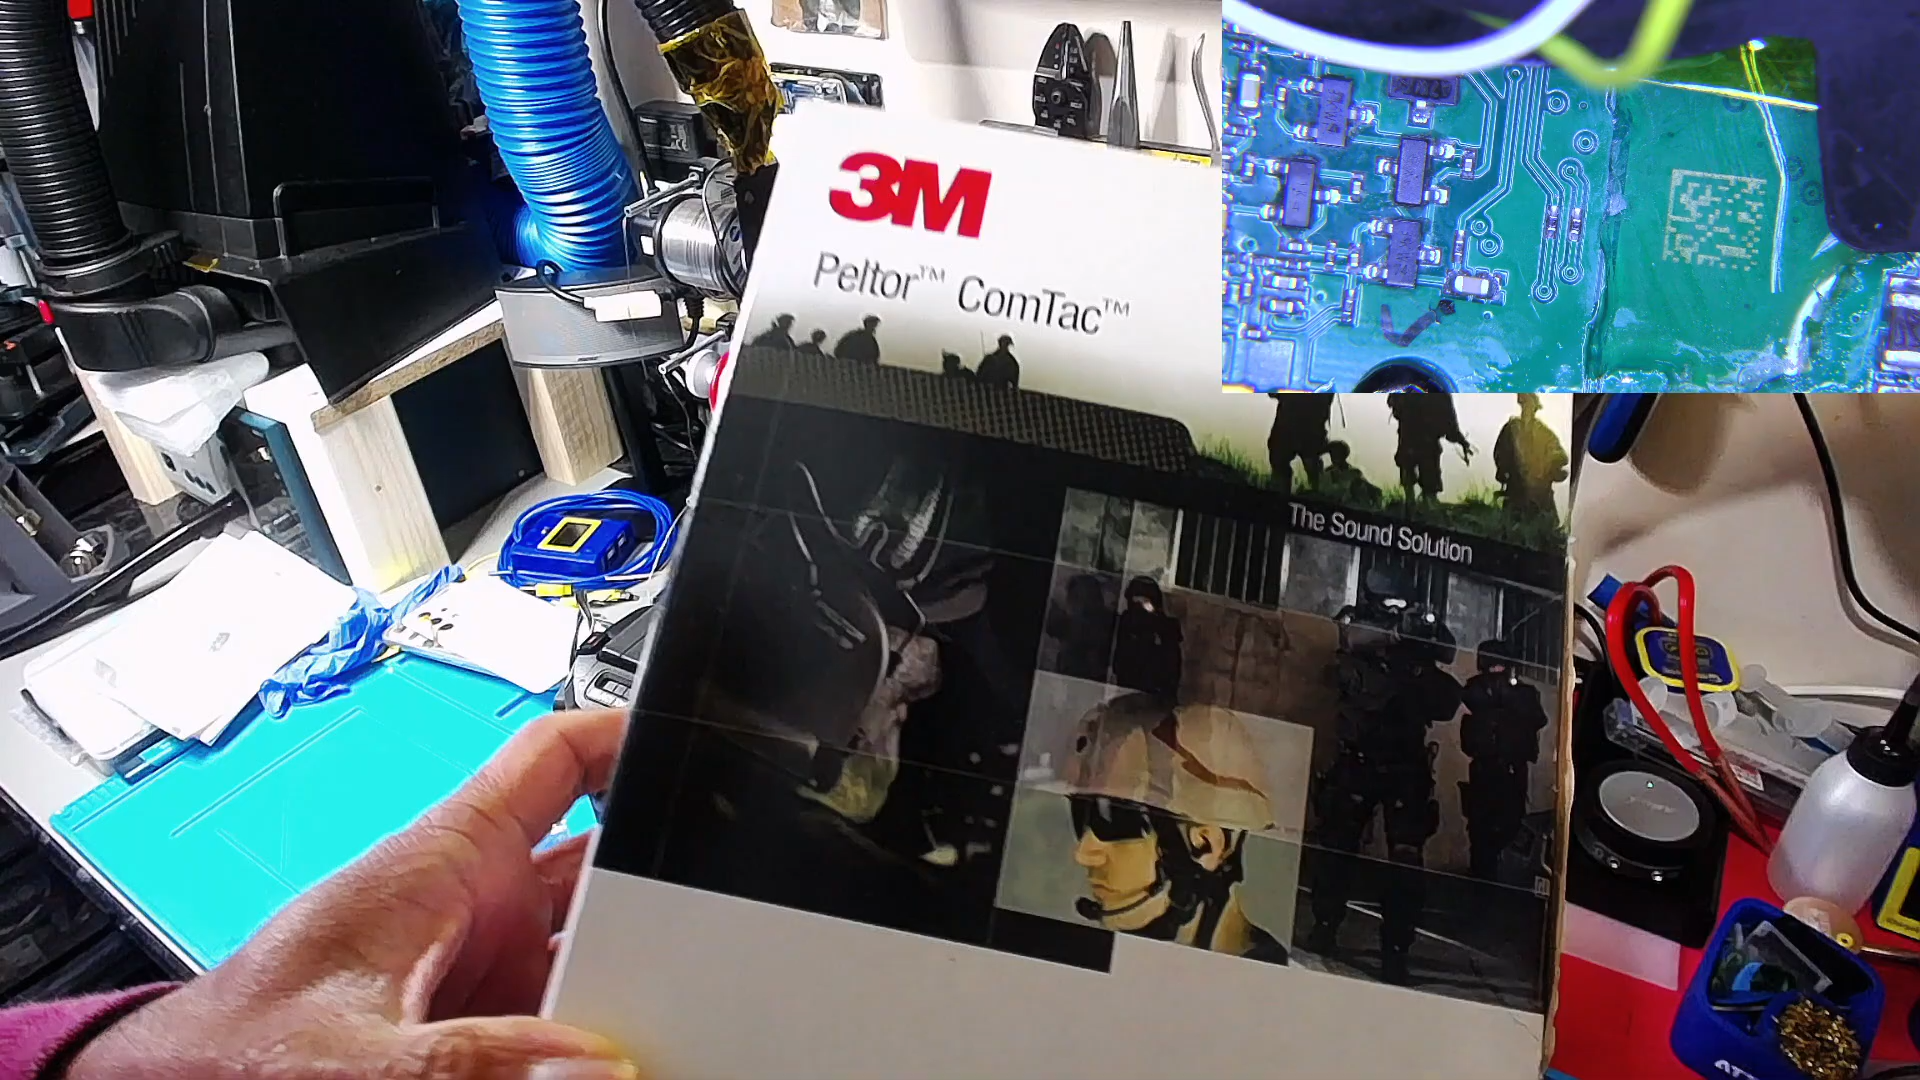 3M
Peltor™ ComTac™
The Sound Solution